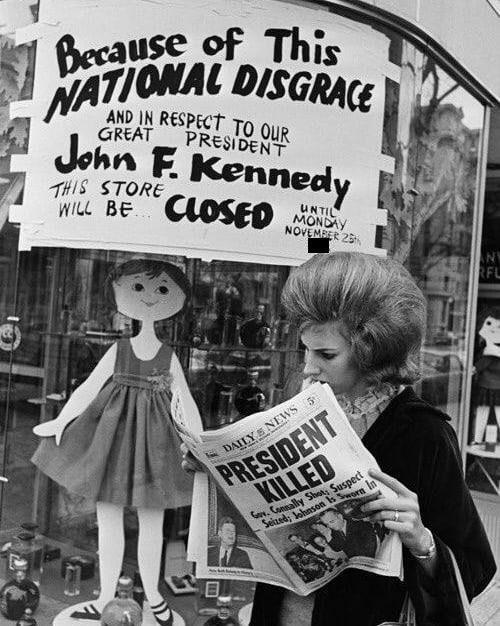 Because of This
NATIONAL DISGRACE
AND IN RESPECT TO OUR
GREAT PRESIDENT
John F. Kennedy
THIS STORE
WILL BE... CLOSED
UNTIL
MONDAY
NOVEMBER 25th
DAILY NEWS 5¢
PRESIDENT
KILLED
Gov. Connally Shot; Suspect
Seized; Johnson Is Sworn In